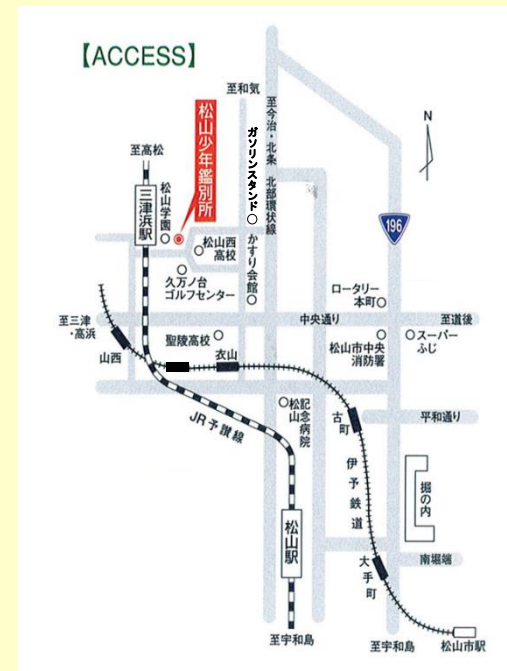 【ACCESS】
至和気
至今治・北条 北部環状線
N
至高松
松山少年鑑別所
ガソリンスタンド
松山学園
三津浜駅
松山西
高校
かすり会館
196
久万ノ台
ゴルフセンター
ロータリー
本町
至三津
・高浜
中央通り
至道後
聖陵高校
松山市中央
消防署
スーパー
ふじ
山西
衣山
松山
記念病院
古町
平和通り
JR予讃線
伊予鉄道
堀の内
松山駅
大手町
南堀端
至宇和島
至宇和島
松山市駅